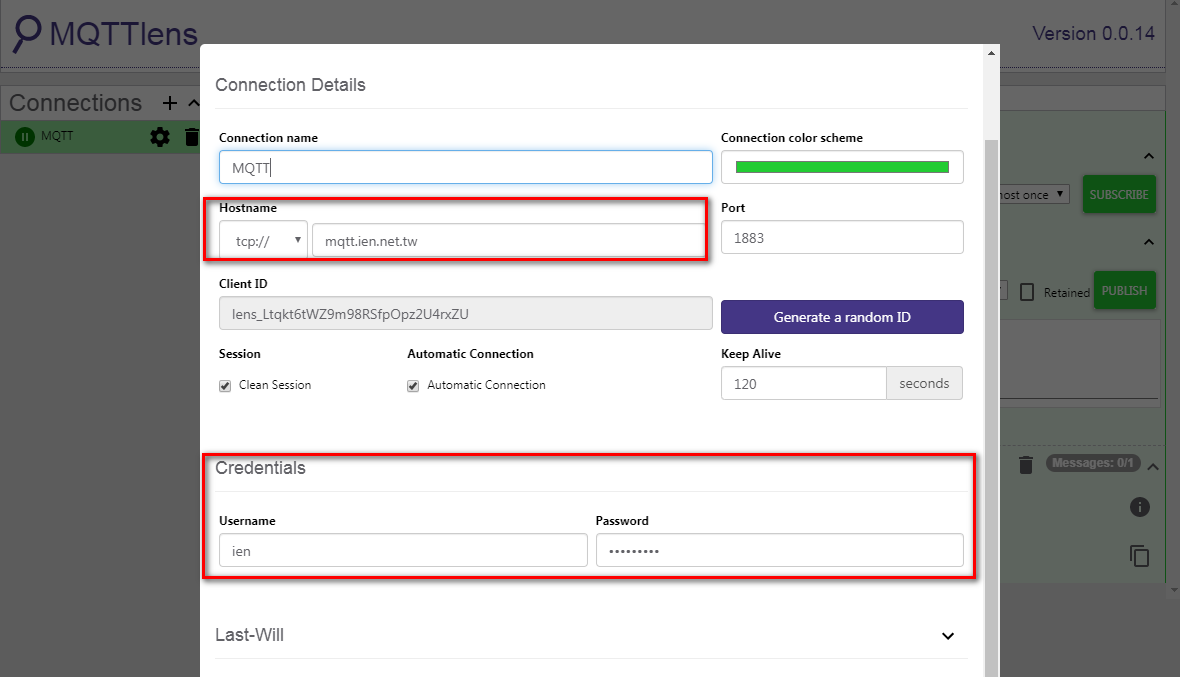 MQTTlens
Version 0.0.14
Connections
MQTT
Connection Details
Connection name
Connection color scheme
MQTT
Hostname
Port
tcp://
mqtt.ien.net.tw
1883
Client ID
lens_Ltqkt6tWZ9m98RSfpOpz2U4rxZU
Generate a random ID
Session
Automatic Connection
Keep Alive
Clean Session
Automatic Connection
120
seconds
Credentials
Username
Password
ien
•••••••••
Last-Will
once
SUBSCRIBE
Retained
PUBLISH
Messages: 0/1